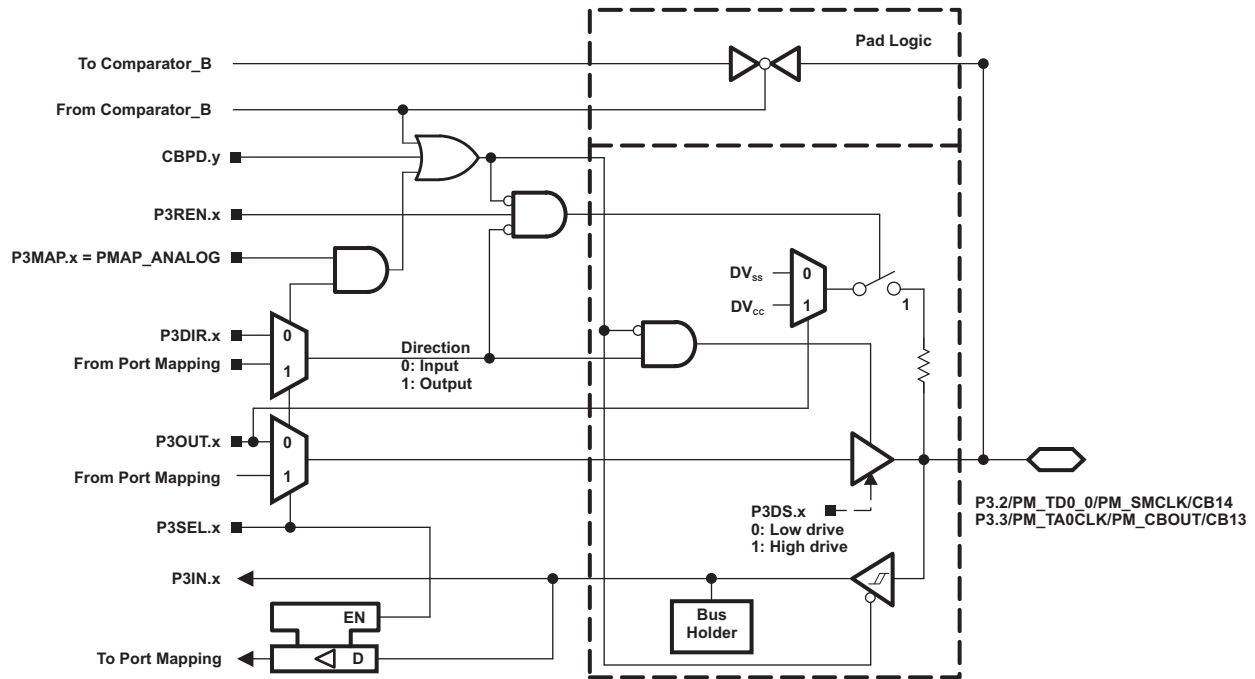 Pad Logic
To Comparator_B
From Comparator_B
CBPD.y
P3REN.x
P3MAP.x = PMAP_ANALOG
DVss
0
DVcc
1
1
P3DIR.x
0
From Port Mapping
1
Direction
0: Input
1: Output
P3OUT.x
0
From Port Mapping
1
P3DS.x
0: Low drive
1: High drive
P3.2/PM_TD0_0/PM_SMCLK/CB14
P3.3/PM_TA0CLK/PM_CBOUT/CB13
P3SEL.x
P3IN.x
EN
Bus
Holder
To Port Mapping
D